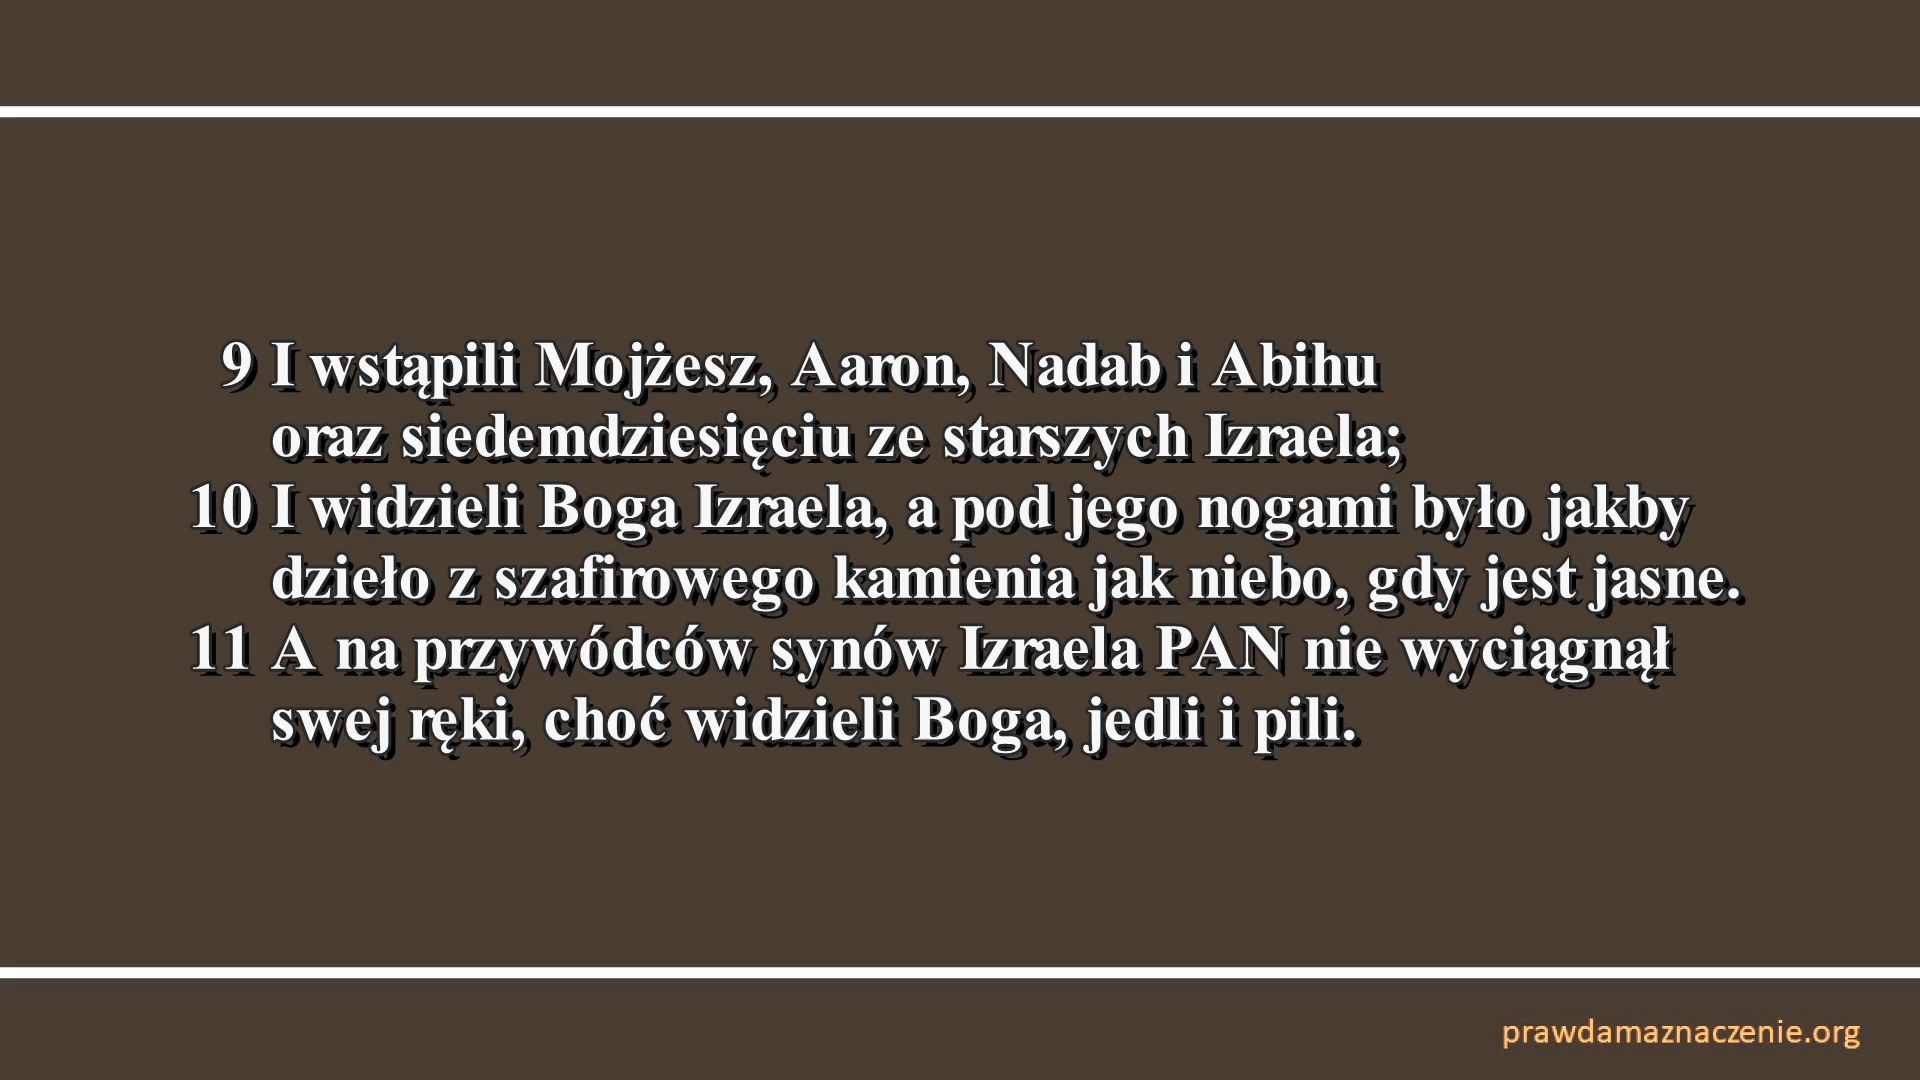 9 I wstąpili Mojżesz, Aaron, Nadab i Abihu
oraz siedemdziesięciu ze starszych Izraela;
10 I widzieli Boga Izraela, a pod jego nogami było jakby
dzieło z szafirowego kamienia jak niebo, gdy jest jasne.
11 A na przywódców synów Izraela PAN nie wyciągnął
swej ręki, choć widzieli Boga, jedli i pili.
prawdamaznaczenie.org